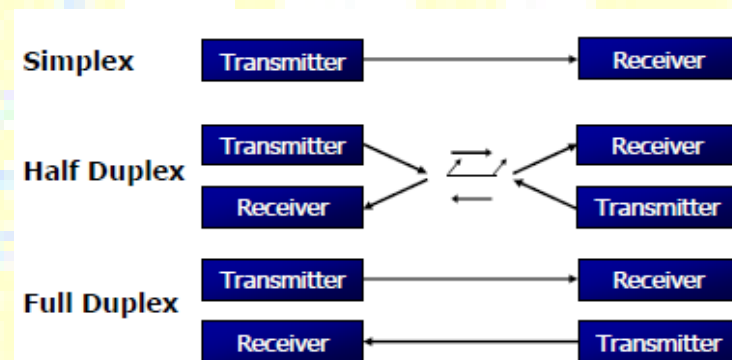 Simplex Transmitter Receiver
Transmitter Receiver
Half Duplex
Receiver Transmitter
Transmitter Receiver
Full Duplex
Receiver Transmitter